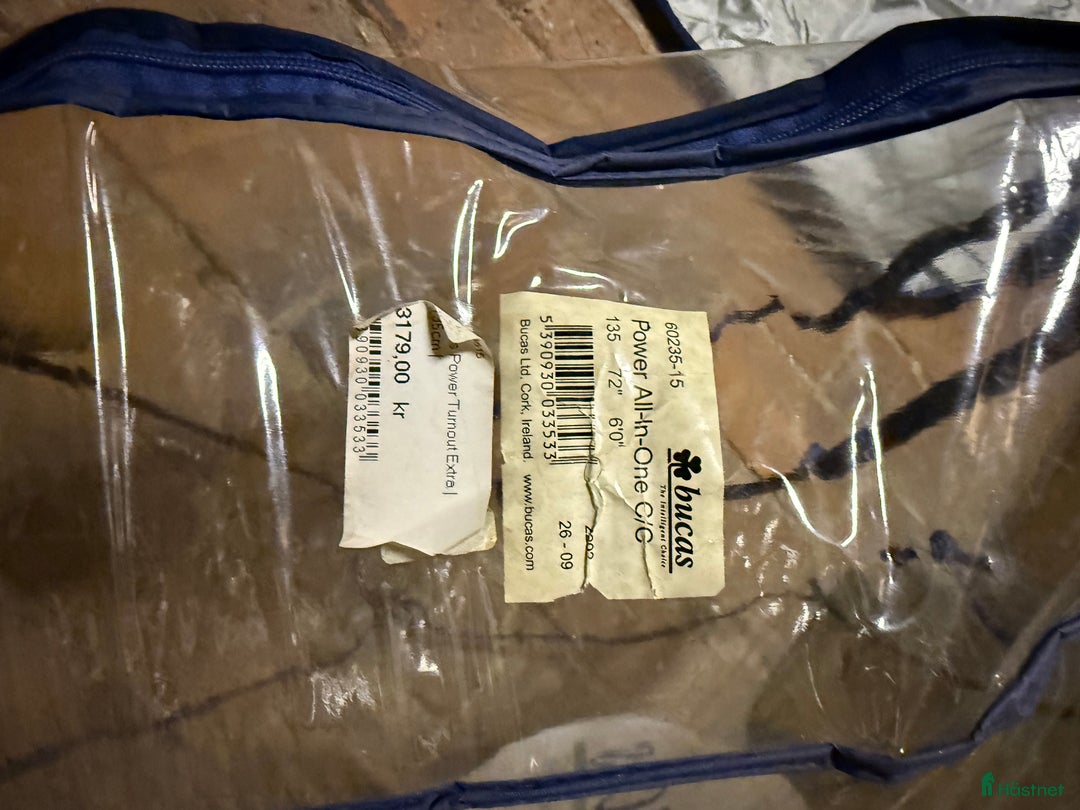 bucas
The Intelligent Choice
60235-15
Power All-In-One C/C
135 72" 6'0"
5 390930 033533
26 - 09
Bucas Ltd. Cork, Ireland. www.bucas.com
Power Turnout Extra |
3179,00 kr
90930 033533
Hästnet